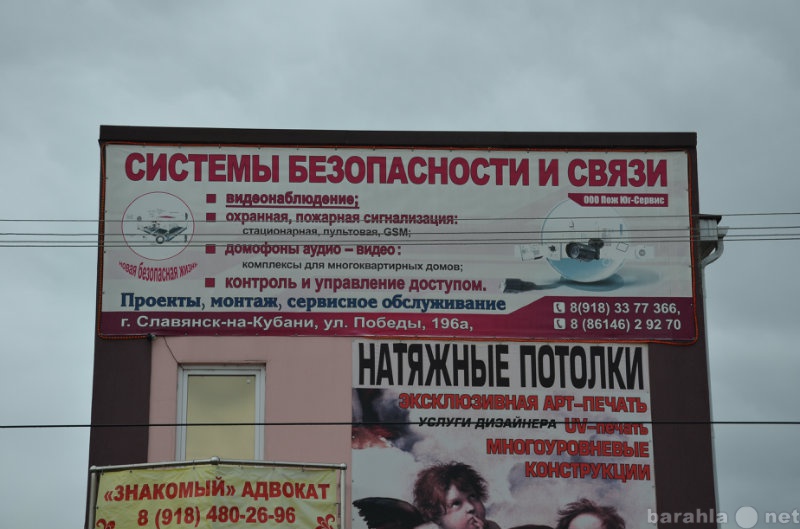 СИСТЕМЫ БЕЗОПАСНОСТИ И СВЯЗИ
ООО Пож Юг-Сервис
видеонаблюдение;
охранная, пожарная сигнализация:
стационарная, пультовая, GSM;
домофоны аудио – видео :
комплексы для многоквартирных домов;
контроль и управление доступом.
новая безопасная жизнь
Проекты, монтаж, сервисное обслуживание
г. Славянск-на-Кубани, ул. Победы, 196а,
8(918) 33 77 366,
8 (86146) 2 92 70
НАТЯЖНЫЕ ПОТОЛКИ
ЭКСКЛЮЗИВНАЯ АРТ-ПЕЧАТЬ
УСЛУГИ ДИЗАЙНЕРА UV-печать
МНОГОУРОВНЕВЫЕ
КОНСТРУКЦИИ
«ЗНАКОМЫЙ» АДВОКАТ
8 (918) 480-26-96
barahla net